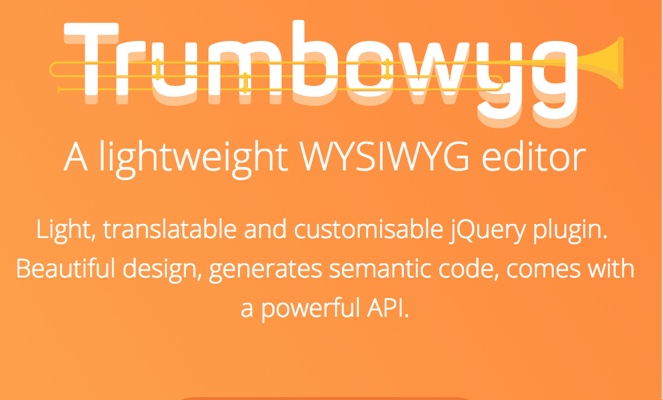 Trumbowyg
A lightweight WYSIWYG editor
Light, translatable and customisable jQuery plugin.
Beautiful design, generates semantic code, comes with
a powerful API.